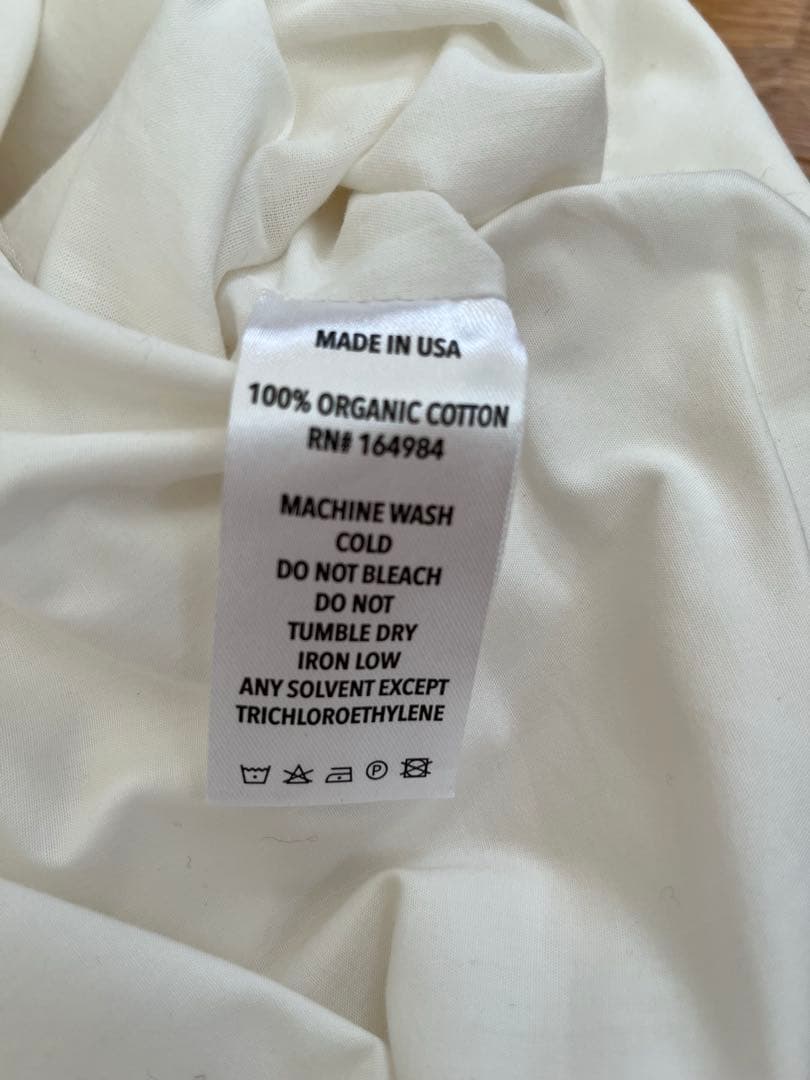 MADE IN USA
100% ORGANIC COTTON
RN# 164984
MACHINE WASH
COLD
DO NOT BLEACH
DO NOT
TUMBLE DRY
IRON LOW
ANY SOLVENT EXCEPT
TRICHLOROETHYLENE
P